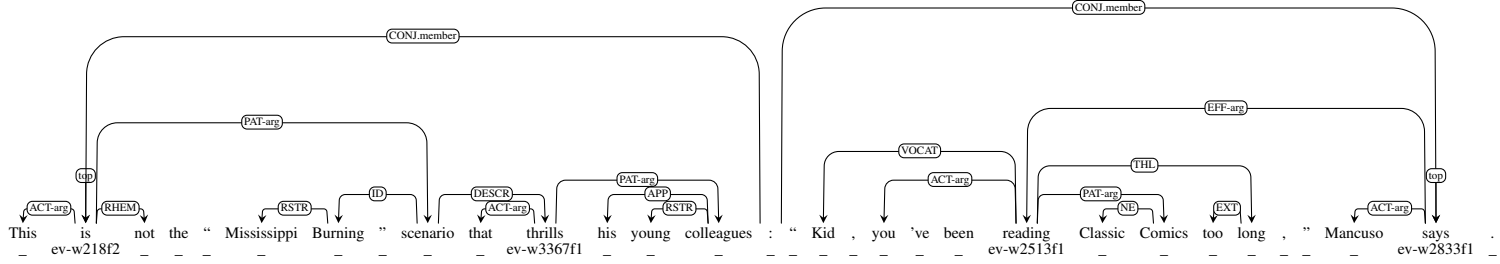 CONJ.member
CONJ.member
PAT-arg
EFF-arg
VOCAT
top
PAT-arg
ACT-arg
THL
top
ID
DESCR
APP
PAT-arg
ACT-arg
RHEM
RSTR
ACT-arg
RSTR
NE
EXT
ACT-arg
This is not the “ Mississippi Burning ” scenario that thrills his young colleagues : “ Kid , you ’ve been reading Classic Comics too long , ” Mancuso says .
_ ev-w218f2 _ _ _ _ _ _ _ _ ev-w3367f1 _ _ _ _ _ _ _ _ _ _ ev-w2513f1 _ _ _ _ _ _ _ ev-w2833f1 _